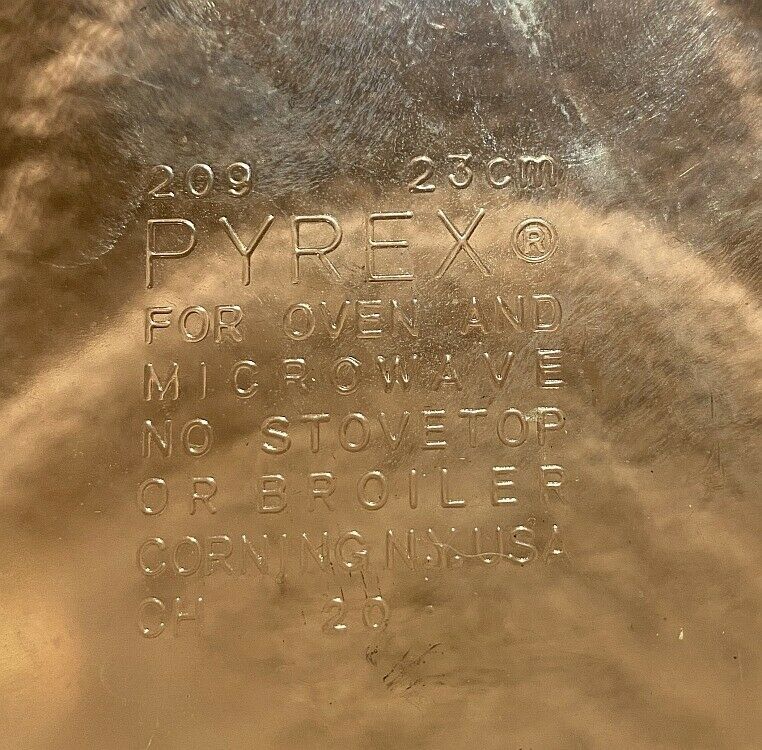 209 23cm
PYREX®
FOR OVEN AND
MICROWAVE
NO STOVETOP
OR BROILER
CORNING N.Y. USA
CH 20